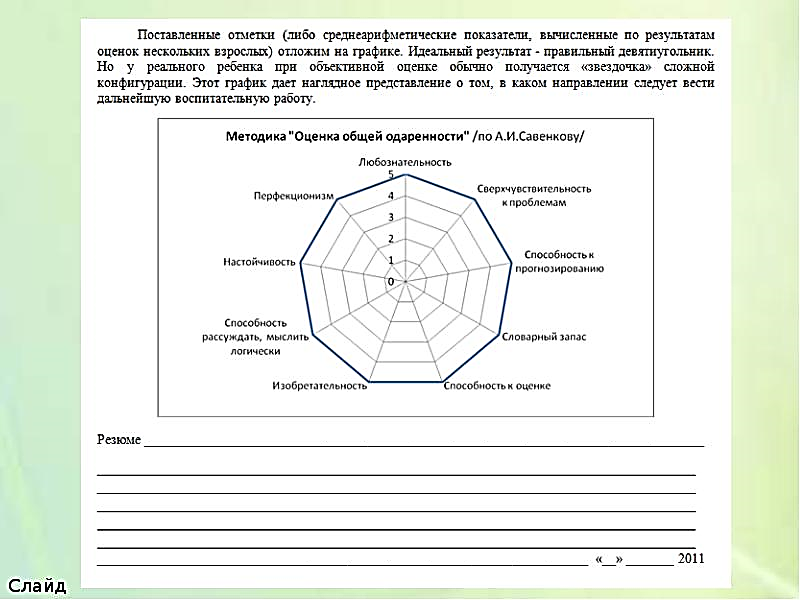 Поставленные отметки (либо среднеарифметические показатели, вычисленные по результатам
оценок нескольких взрослых) отложим на графике. Идеальный результат - правильный девятиугольник.
Но у реального ребенка при объективной оценке обычно получается «звездочка» сложной
конфигурации. Этот график дает наглядное представление о том, в каком направлении следует вести
дальнейшую воспитательную работу.
Методика "Оценка общей одаренности" /по А.И.Савенкову/
Любознательность
5
Перфекционизм
Сверхчувствительность
к проблемам
4
3
2
Настойчивость
Способность к
прогнозированию
1
0
Способность
рассуждать, мыслить
логически
Словарный запас
Изобретательность
Способность к оценке
Резюме
«__» _______ 2011
Слайд